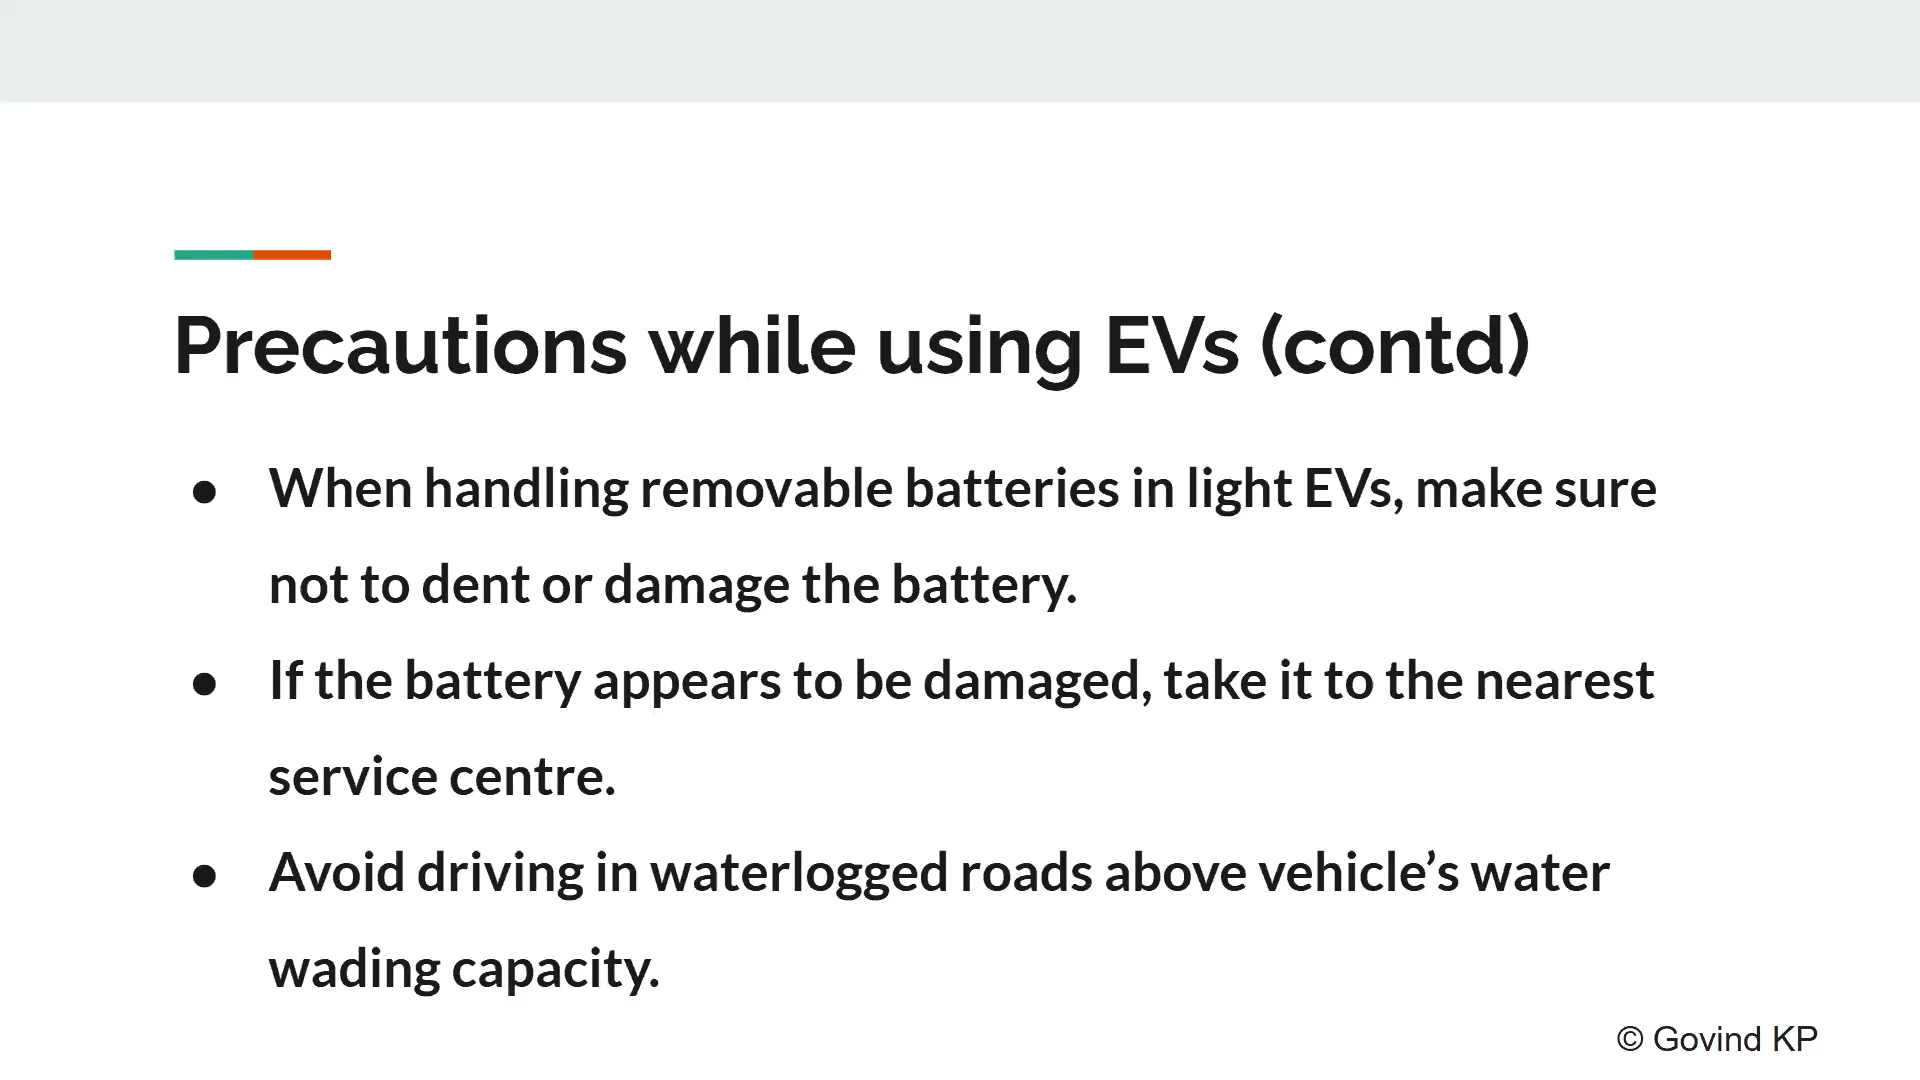 Precautions while using EVs (contd)
● When handling removable batteries in light EVs, make sure
not to dent or damage the battery.
● If the battery appears to be damaged, take it to the nearest
service centre.
● Avoid driving in waterlogged roads above vehicle’s water
wading capacity.
© Govind KP